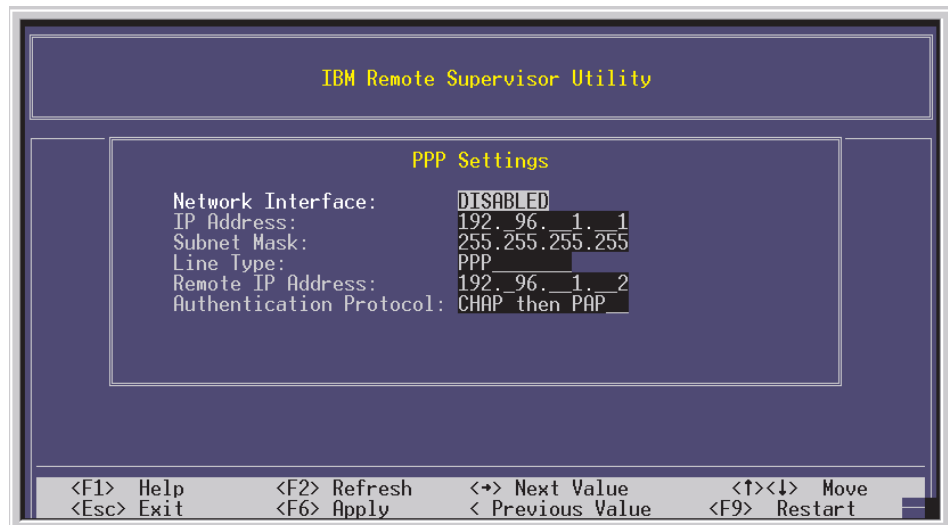 IBM Remote Supervisor Utility
PPP Settings
Network Interface: DISABLED
IP Address: 192._96.__1.__1
Subnet Mask: 255.255.255.255
Line Type: PPP________
Remote IP Address: 192._96.__1.__2
Authentication Protocol: CHAP then PAP__
<F1> Help <F2> Refresh <→> Next Value <↑><↓> Move
<Esc> Exit <F6> Apply < Previous Value <F9> Restart